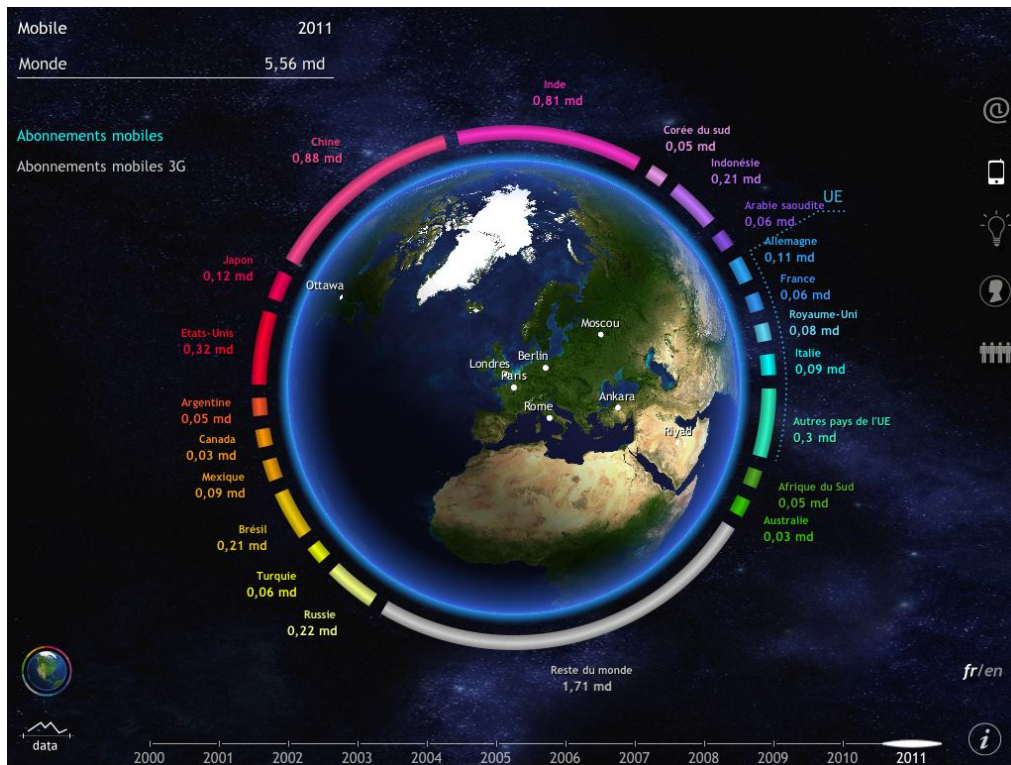 Mobile 2011
Monde 5,56 md
Abonnements mobiles
Abonnements mobiles 3G
Inde
0,81 md
Chine
0,88 md
Corée du sud
0,05 md
Indonésie
0,21 md
Arabie saoudite
0,06 md
UE
Allemagne
0,11 md
France
0,06 md
Royaume-Uni
0,08 md
Italie
0,09 md
Autres pays de l'UE
0,3 md
Afrique du Sud
0,05 md
Australie
0,03 md
Japon
0,12 md
Etats-Unis
0,32 md
Argentine
0,05 md
Canada
0,03 md
Mexique
0,09 md
Brésil
0,21 md
Turquie
0,06 md
Russie
0,22 md
Reste du monde
1,71 md
Ottawa
Moscou
Berlin
Londres
Paris
Ankara
Rome
Riyad
@
fr/en
data
i
2000 2001 2002 2003 2004 2005 2006 2007 2008 2009 2010 2011